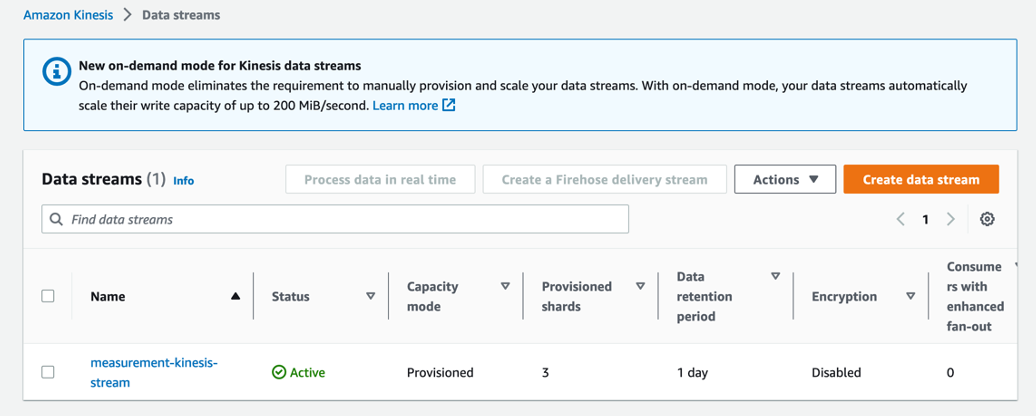 Amazon Kinesis > Data streams
New on-demand mode for Kinesis data streams
On-demand mode eliminates the requirement to manually provision and scale your data streams. With on-demand mode, your data streams automatically
scale their write capacity of up to 200 MiB/second. Learn more
Data streams (1) Info
Process data in real time
Create a Firehose delivery stream
Actions
Create data stream
Find data streams
1
Name
Status
Capacity
mode
Provisioned
shards
Data
retention
period
Encryption
Consume
rs with
enhanced
fan-out
measurement-kinesis-
stream
Active
Provisioned
3
1 day
Disabled
0